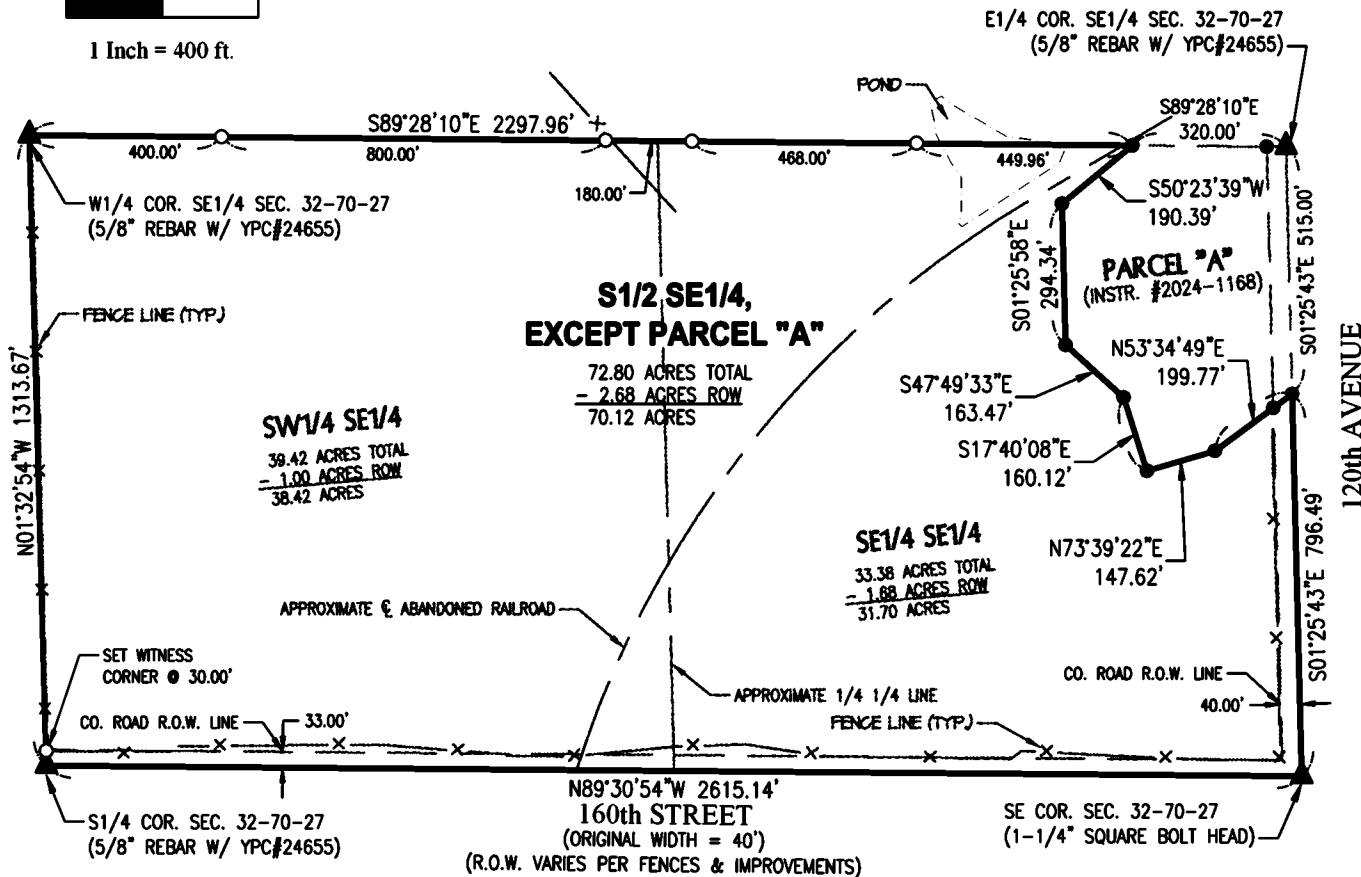 1 Inch = 400 ft.
E1/4 COR. SE1/4 SEC. 32-70-27
(5/8" REBAR W/ YPC#24655)
POND
S89°28'10"E
320.00'
S89°28'10"E 2297.96'
400.00'
800.00'
180.00'
468.00'
449.96'
W1/4 COR. SE1/4 SEC. 32-70-27
(5/8" REBAR W/ YPC#24655)
S50°23'39"W
190.39'
S01°25'58"E
294.34'
PARCEL "A"
(INSTR. #2024-1168)
S01°25'43"E 515.00'
FENCE LINE (TYP.)
S1/2 SE1/4,
EXCEPT PARCEL "A"
72.80 ACRES TOTAL
- 2.68 ACRES ROW
70.12 ACRES
N53°34'49"E
199.77'
120th AVENUE
N01°32'54"W 1313.67'
S47°49'33"E
163.47'
SW1/4 SE1/4
39.42 ACRES TOTAL
- 1.00 ACRES ROW
38.42 ACRES
S17°40'08"E
160.12'
SE1/4 SE1/4
33.38 ACRES TOTAL
- 1.68 ACRES ROW
31.70 ACRES
N73°39'22"E
147.62'
S01°25'43"E 796.49'
APPROXIMATE ℄ ABANDONED RAILROAD
SET WITNESS
CORNER @ 30.00'
CO. ROAD R.O.W. LINE
33.00'
APPROXIMATE 1/4 1/4 LINE
FENCE LINE (TYP.)
CO. ROAD R.O.W. LINE
40.00'
N89°30'54"W 2615.14'
160th STREET
(ORIGINAL WIDTH = 40')
(R.O.W. VARIES PER FENCES & IMPROVEMENTS)
S1/4 COR. SEC. 32-70-27
(5/8" REBAR W/ YPC#24655)
SE COR. SEC. 32-70-27
(1-1/4" SQUARE BOLT HEAD)